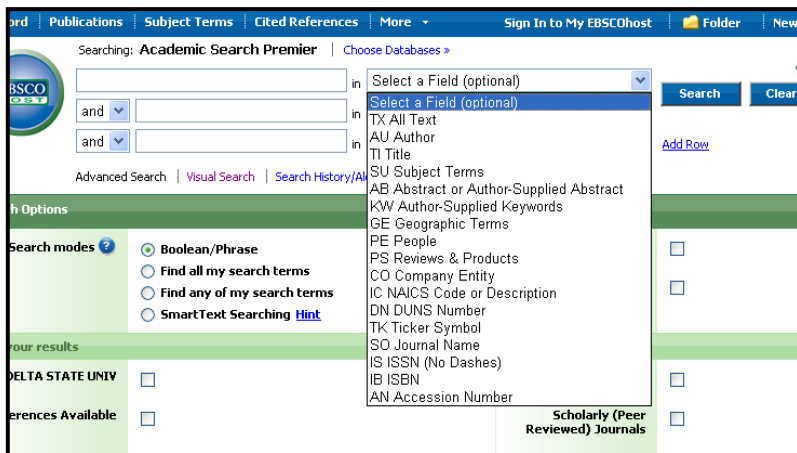 ord | Publications | Subject Terms | Cited References | More Sign In to My EBSCOhost | Folder | New
Searching: Academic Search Premier | Choose Databases »
BSCO
OST
in Select a Field (optional)
Search
Clear
Select a Field (optional)
and
in
TX All Text
AU Author
and
in
TI Title
Add Row
SU Subject Terms
Advanced Search | Visual Search | Search History/Al
AB Abstract or Author-Supplied Abstract
KW Author-Supplied Keywords
h Options
GE Geographic Terms
PE People
Search modes ? Boolean/Phrase
PS Reviews & Products
Find all my search terms
CO Company Entity
Find any of my search terms
IC NAICS Code or Description
SmartText Searching Hint
DN DUNS Number
TK Ticker Symbol
your results
SO Journal Name
IS ISSN (No Dashes)
DELTA STATE UNIV
IB ISBN
AN Accession Number
erences Available
Scholarly (Peer
Reviewed) Journals